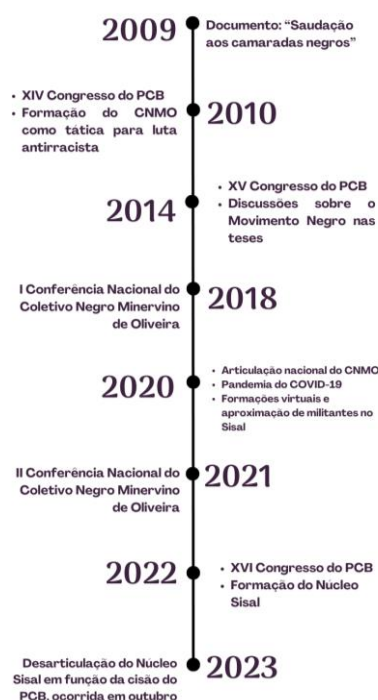 2009
Documento: “Saudação
aos camaradas negros”
2010
• XIV Congresso do PCB
• Formação do CNMO
como tática para luta
antirracista
2014
• XV Congresso do PCB
• Discussões sobre o
Movimento Negro nas
teses
2018
I Conferência Nacional do
Coletivo Negro Minervino
de Oliveira
2020
• Articulação nacional do CNMO
• Pandemia do COVID-19
• Formações virtuais e
aproximação de militantes no
Sisal
2021
II Conferência Nacional do
Coletivo Negro Minervino
de Oliveira
2022
• XVI Congresso do PCB
• Formação do Núcleo
Sisal
2023
Desarticulação do Núcleo
Sisal em função da cisão do
PCB, ocorrida em outubro